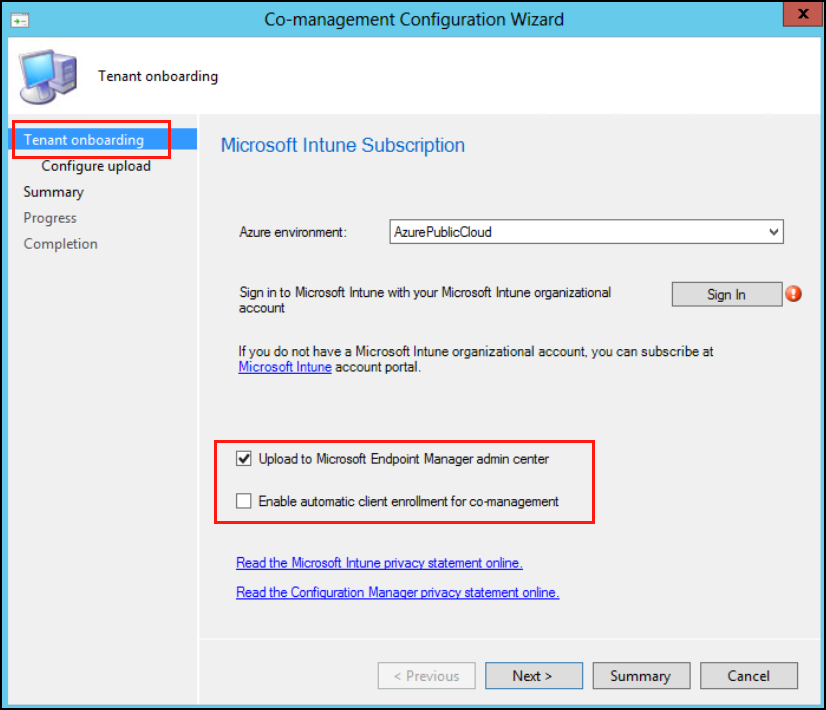 Co-management Configuration Wizard
x
Tenant onboarding
Tenant onboarding
Configure upload
Summary
Progress
Completion
Microsoft Intune Subscription
Azure environment:
AzurePublicCloud
Sign in to Microsoft Intune with your Microsoft Intune organizational
account
Sign In
If you do not have a Microsoft Intune organizational account, you can subscribe at
Microsoft Intune account portal.
Upload to Microsoft Endpoint Manager admin center
Enable automatic client enrollment for co-management
Read the Microsoft Intune privacy statement online.
Read the Configuration Manager privacy statement online.
< Previous
Next >
Summary
Cancel